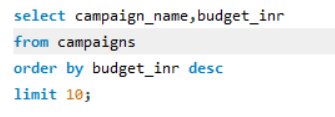 select campaign_name,budget_inr
from campaigns
order by budget_inr desc
limit 10;